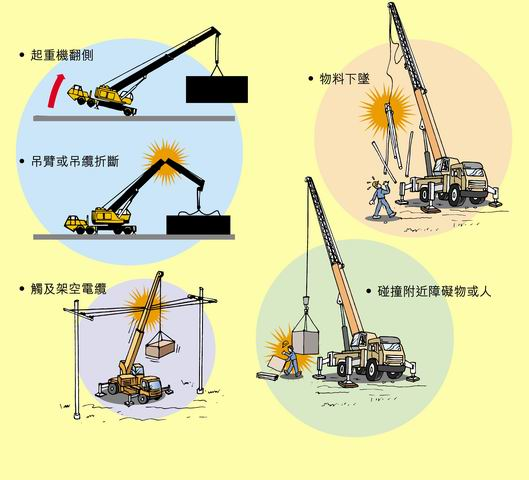 • 起重機翻側
• 吊臂或吊纜折斷
• 觸及架空電纜
• 物料下墜
• 碰撞附近障礙物或人